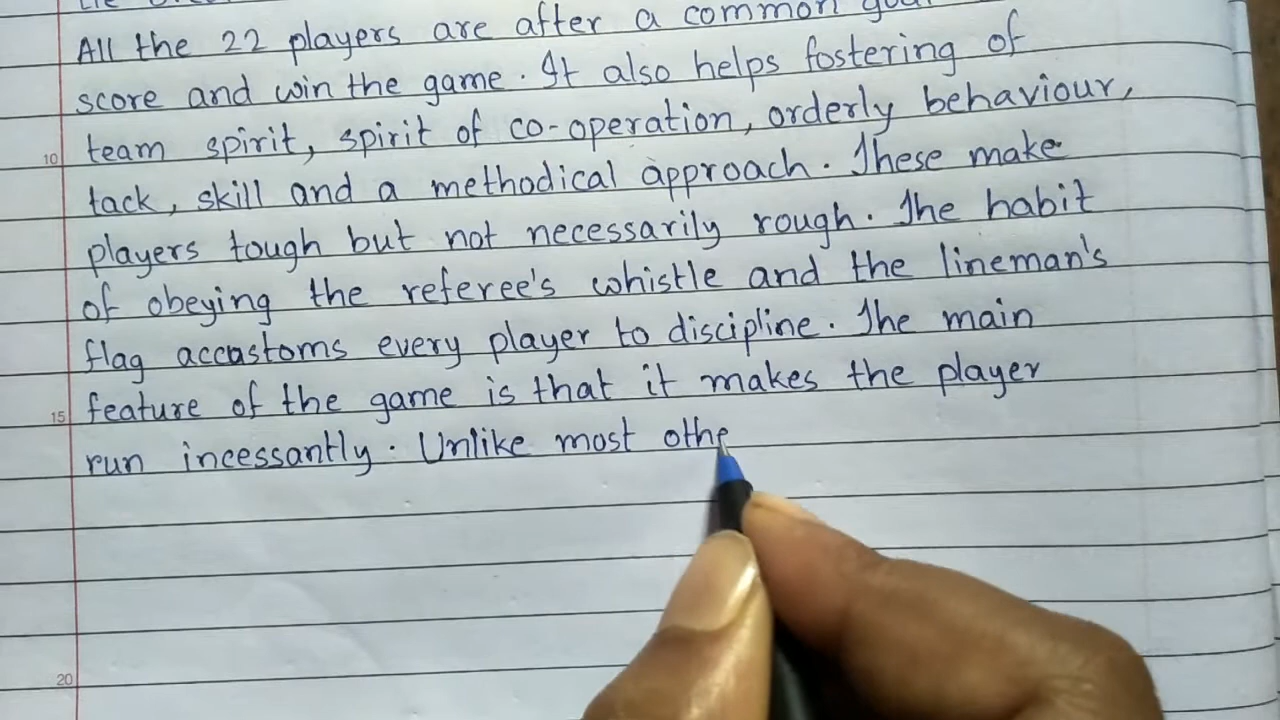 All the 22 players are after a common goal
score and win the game. It also helps fostering of
team spirit, spirit of co-operation, orderly behaviour,
10
tack, skill and a methodical approach. These make
players tough but not necessarily rough. The habit
of obeying the referee's whistle and the lineman's
flag accastoms every player to discipline. The main
feature of the game is that it makes the player
15
run incessantly. Unlike most othe
20